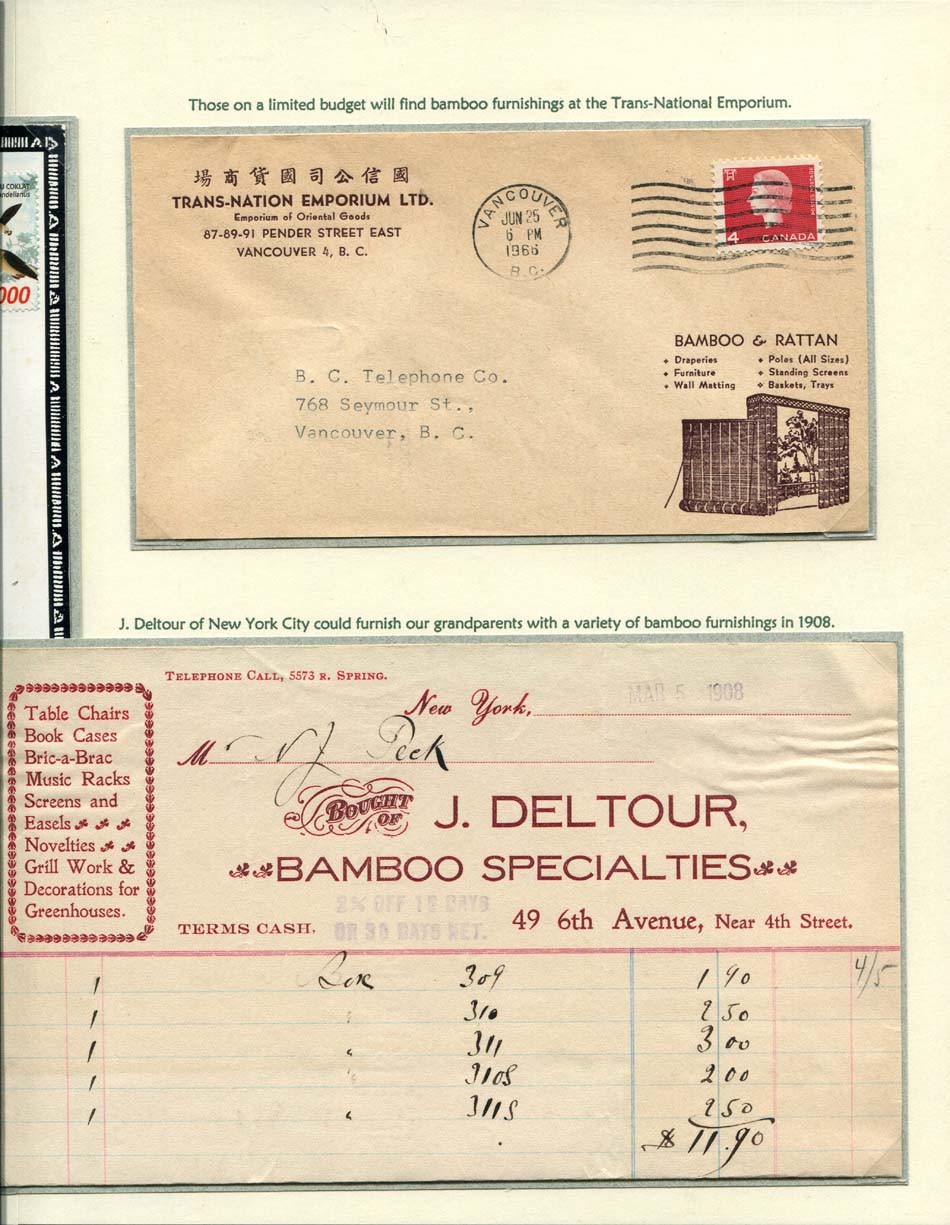 Those on a limited budget will find bamboo furnishings at the Trans-National Emporium.
U COKLAT
ndelianus
000
場商貨國司公信國
TRANS-NATION EMPORIUM LTD.
Emporium of Oriental Goods
87-89-91 PENDER STREET EAST
VANCOUVER 4, B. C.
VANCOUVER
JUN 25
6 PM
1966
B.C.
4 CANADA
BAMBOO & RATTAN
Draperies
Furniture
Wall Matting
Poles (All Sizes)
Standing Screens
Baskets, Trays
B. C. Telephone Co.
768 Seymour St.,
Vancouver, B. C.
J. Deltour of New York City could furnish our grandparents with a variety of bamboo furnishings in 1908.
TELEPHONE CALL, 5573 R. SPRING.
New York, MAR 5 1908
M N J Peck
Table Chairs
Book Cases
Bric-a-Brac
Music Racks
Screens and
Easels
Novelties
Grill Work &
Decorations for
Greenhouses.
BOUGHT OF J. DELTOUR,
BAMBOO SPECIALTIES
2% OFF 12 DAYS
OR 30 DAYS NET.
TERMS CASH.
49 6th Avenue, Near 4th Street.
1 Box 309 1 90 4/5
1 " 310 2 50
1 " 311 3 00
1 " 310S 2 00
1 " 311S 2 50
$ 11.90